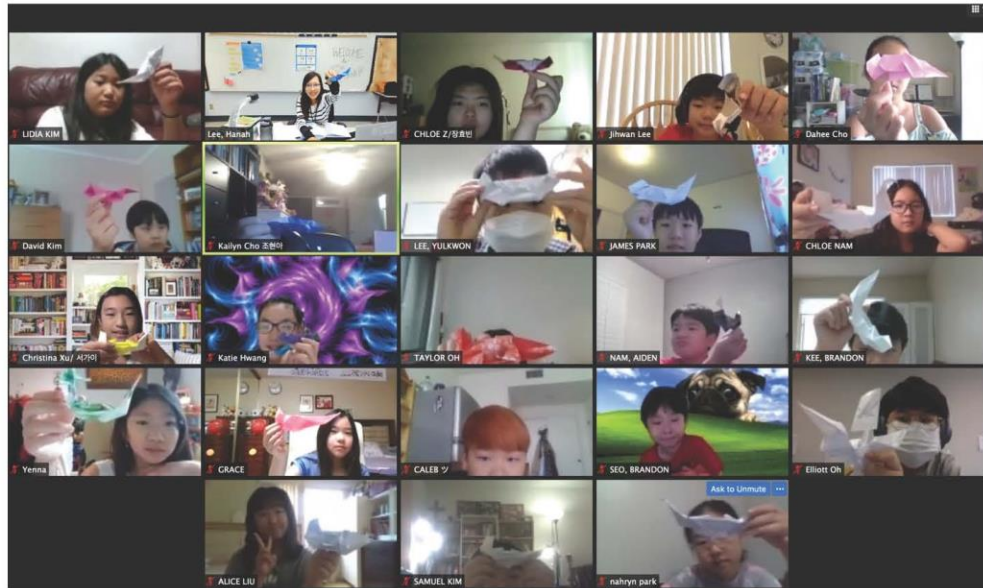 LIDIA KIM
Lee, Hanah
CHLOE Z/장효빈
Jihwan Lee
Dahee Cho
David Kim
Kailyn Cho 조현아
LEE, YULKWON
JAMES PARK
CHLOE NAM
Christina Xu/ 서가이
Katie Hwang
TAYLOR OH
NAM, AIDEN
KEE, BRANDON
Yenna
GRACE
CALEB ツ
SEO, BRANDON
Elliott Oh
Ask to Unmute
ALICE LIU
SAMUEL KIM
nahryn park